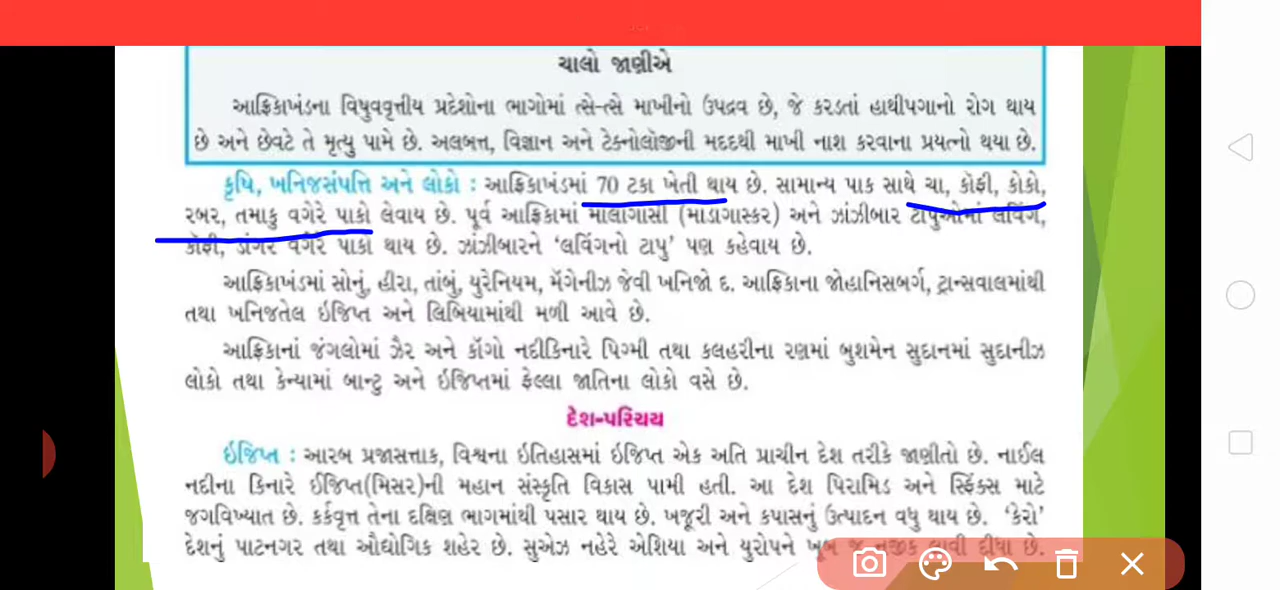 ચાલો જાણીએ
આફ્રિકાખંડના વિષુવવૃત્તીય પ્રદેશોના ભાગોમાં ત્સે-ત્સે માખીનો ઉપદ્રવ છે, જે કરડતાં હાથીપગાનો રોગ થાય
છે અને છેવટે તે મૃત્યુ પામે છે. અલબત્ત, વિજ્ઞાન અને ટેક્નોલૉજીની મદદથી માખી નાશ કરવાના પ્રયત્નો થયા છે.
કૃષિ, ખનિજસંપત્તિ અને લોકો : આફ્રિકાખંડમાં 70 ટકા ખેતી થાય છે. સામાન્ય પાક સાથે ચા, કૉફી, કોકો,
રબર, તમાકુ વગેરે પાકો લેવાય છે. પૂર્વ આફ્રિકામાં માલાગાસી (માડાગાસ્કર) અને ઝાંઝીબાર ટાપુઓમાં લવિંગ,
કૉફી, ડાંગર વગેરે પાકો થાય છે. ઝાંઝીબારને ‘લવિંગનો ટાપુ’ પણ કહેવાય છે.
આફ્રિકાખંડમાં સોનું, હીરા, તાંબું, યુરેનિયમ, મૅંગેનીઝ જેવી ખનિજો દ. આફ્રિકાના જોહાનિસબર્ગ, ટ્રાન્સવાલમાંથી
તથા ખનિજતેલ ઇજિપ્ત અને લિબિયામાંથી મળી આવે છે.
આફ્રિકાનાં જંગલોમાં ઝૈર અને કૉંગો નદીકિનારે પિગ્મી તથા કલહરીના રણમાં બુશમેન સુદાનમાં સુદાનીઝ
લોકો તથા કેન્યામાં બાન્ટુ અને ઇજિપ્તમાં ફેલ્લા જાતિના લોકો વસે છે.
દેશ-પરિચય
ઇજિપ્ત : આરબ પ્રજાસત્તાક, વિશ્વના ઇતિહાસમાં ઇજિપ્ત એક અતિ પ્રાચીન દેશ તરીકે જાણીતો છે. નાઈલ
નદીના કિનારે ઈજિપ્ત(મિસર)ની મહાન સંસ્કૃતિ વિકાસ પામી હતી. આ દેશ પિરામિડ અને સ્ફિંક્સ માટે
જગવિખ્યાત છે. કર્કવૃત્ત તેના દક્ષિણ ભાગમાંથી પસાર થાય છે. ખજૂરી અને કપાસનું ઉત્પાદન વધુ થાય છે. ‘કેરો’
દેશનું પાટનગર તથા ઔદ્યોગિક શહેર છે. સુએઝ નહેરે એશિયા અને યુરોપને ખૂબ જ નજીક લાવી દીધા છે.